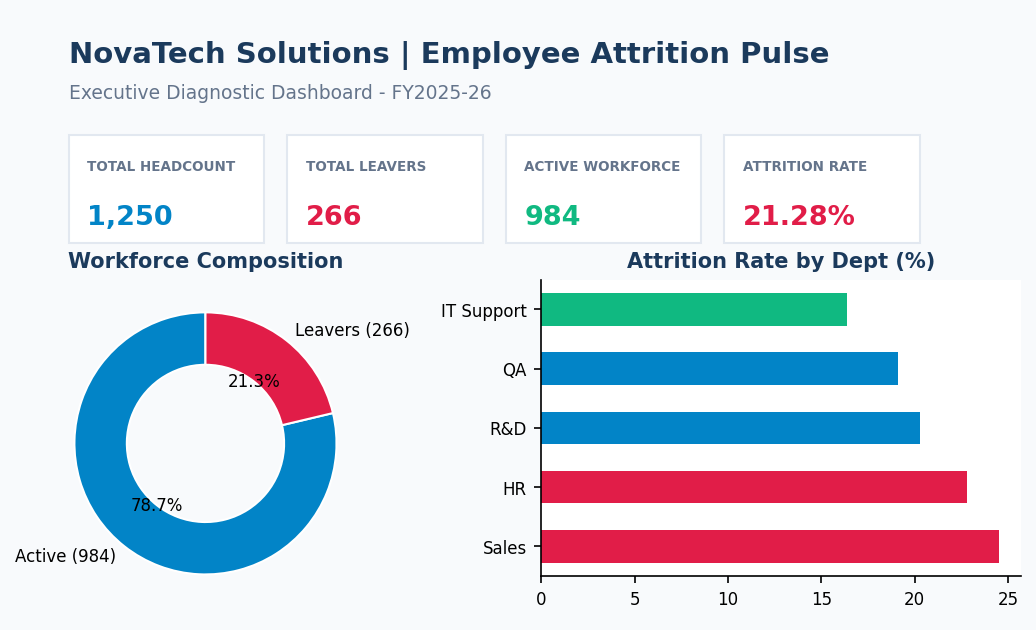 NovaTech Solutions | Employee Attrition Pulse
Executive Diagnostic Dashboard - FY2025-26
TOTAL HEADCOUNT
1,250
TOTAL LEAVERS
266
ACTIVE WORKFORCE
984
ATTRITION RATE
21.28%
Workforce Composition
Leavers (266)
21.3%
78.7%
Active (984)
Attrition Rate by Dept (%)
IT Support
QA
R&D
HR
Sales
0 5 10 15 20 25